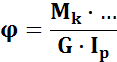 φ = (M_k · ...) / (G · I_p)